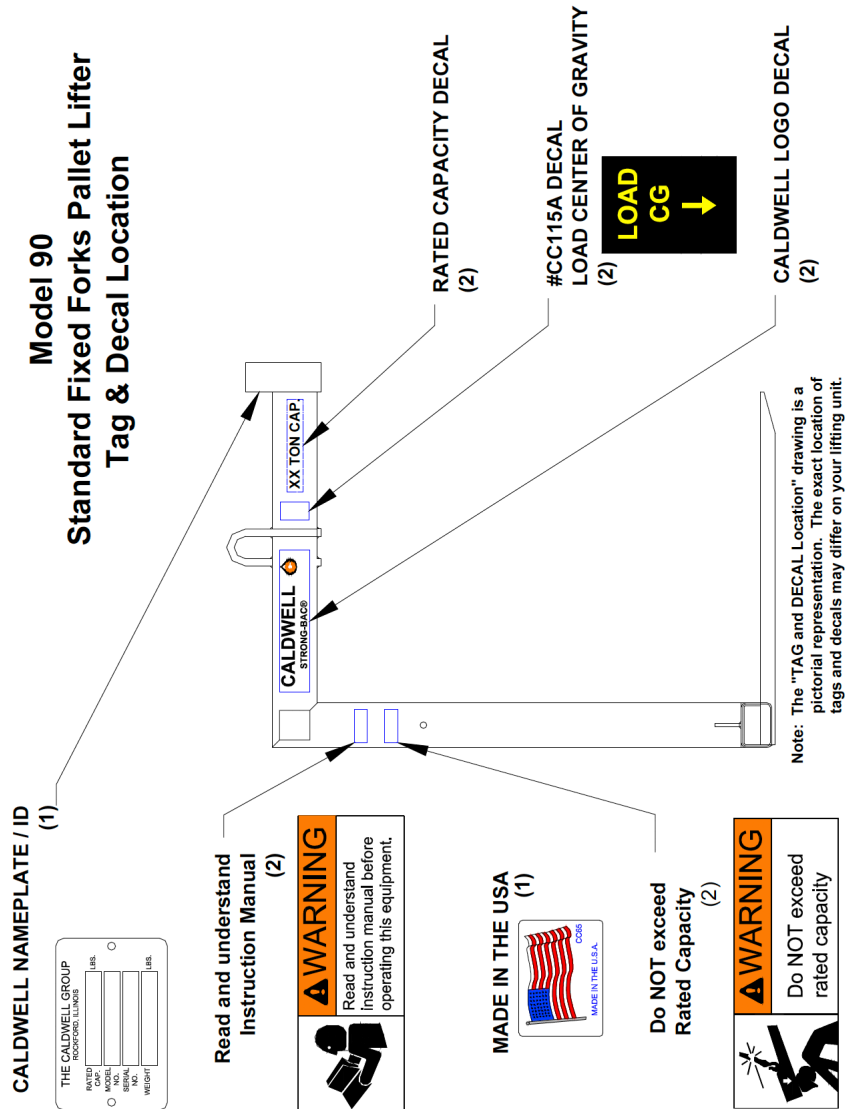 Model 90
Standard Fixed Forks Pallet Lifter
Tag & Decal Location
CALDWELL NAMEPLATE / ID
(1)
THE CALDWELL GROUP
ROCKFORD, ILLINOIS
RATED
CAP.
LBS.
MODEL
NO.
SERIAL
NO.
WEIGHT
LBS.
Read and understand
Instruction Manual
(2)
WARNING
Read and understand
instruction manual before
operating this equipment.
MADE IN THE USA
(1)
MADE IN THE U.S.A.
CC65
Do NOT exceed
Rated Capacity
(2)
WARNING
Do NOT exceed
rated capacity
CALDWELL
STRONG-BAC®
XX TON CAP.
RATED CAPACITY DECAL
(2)
#CC115A DECAL
LOAD CENTER OF GRAVITY
(2)
LOAD
CG
CALDWELL LOGO DECAL
(2)
Note: The "TAG and DECAL Location" drawing is a
pictorial representation. The exact location of
tags and decals may differ on your lifting unit.